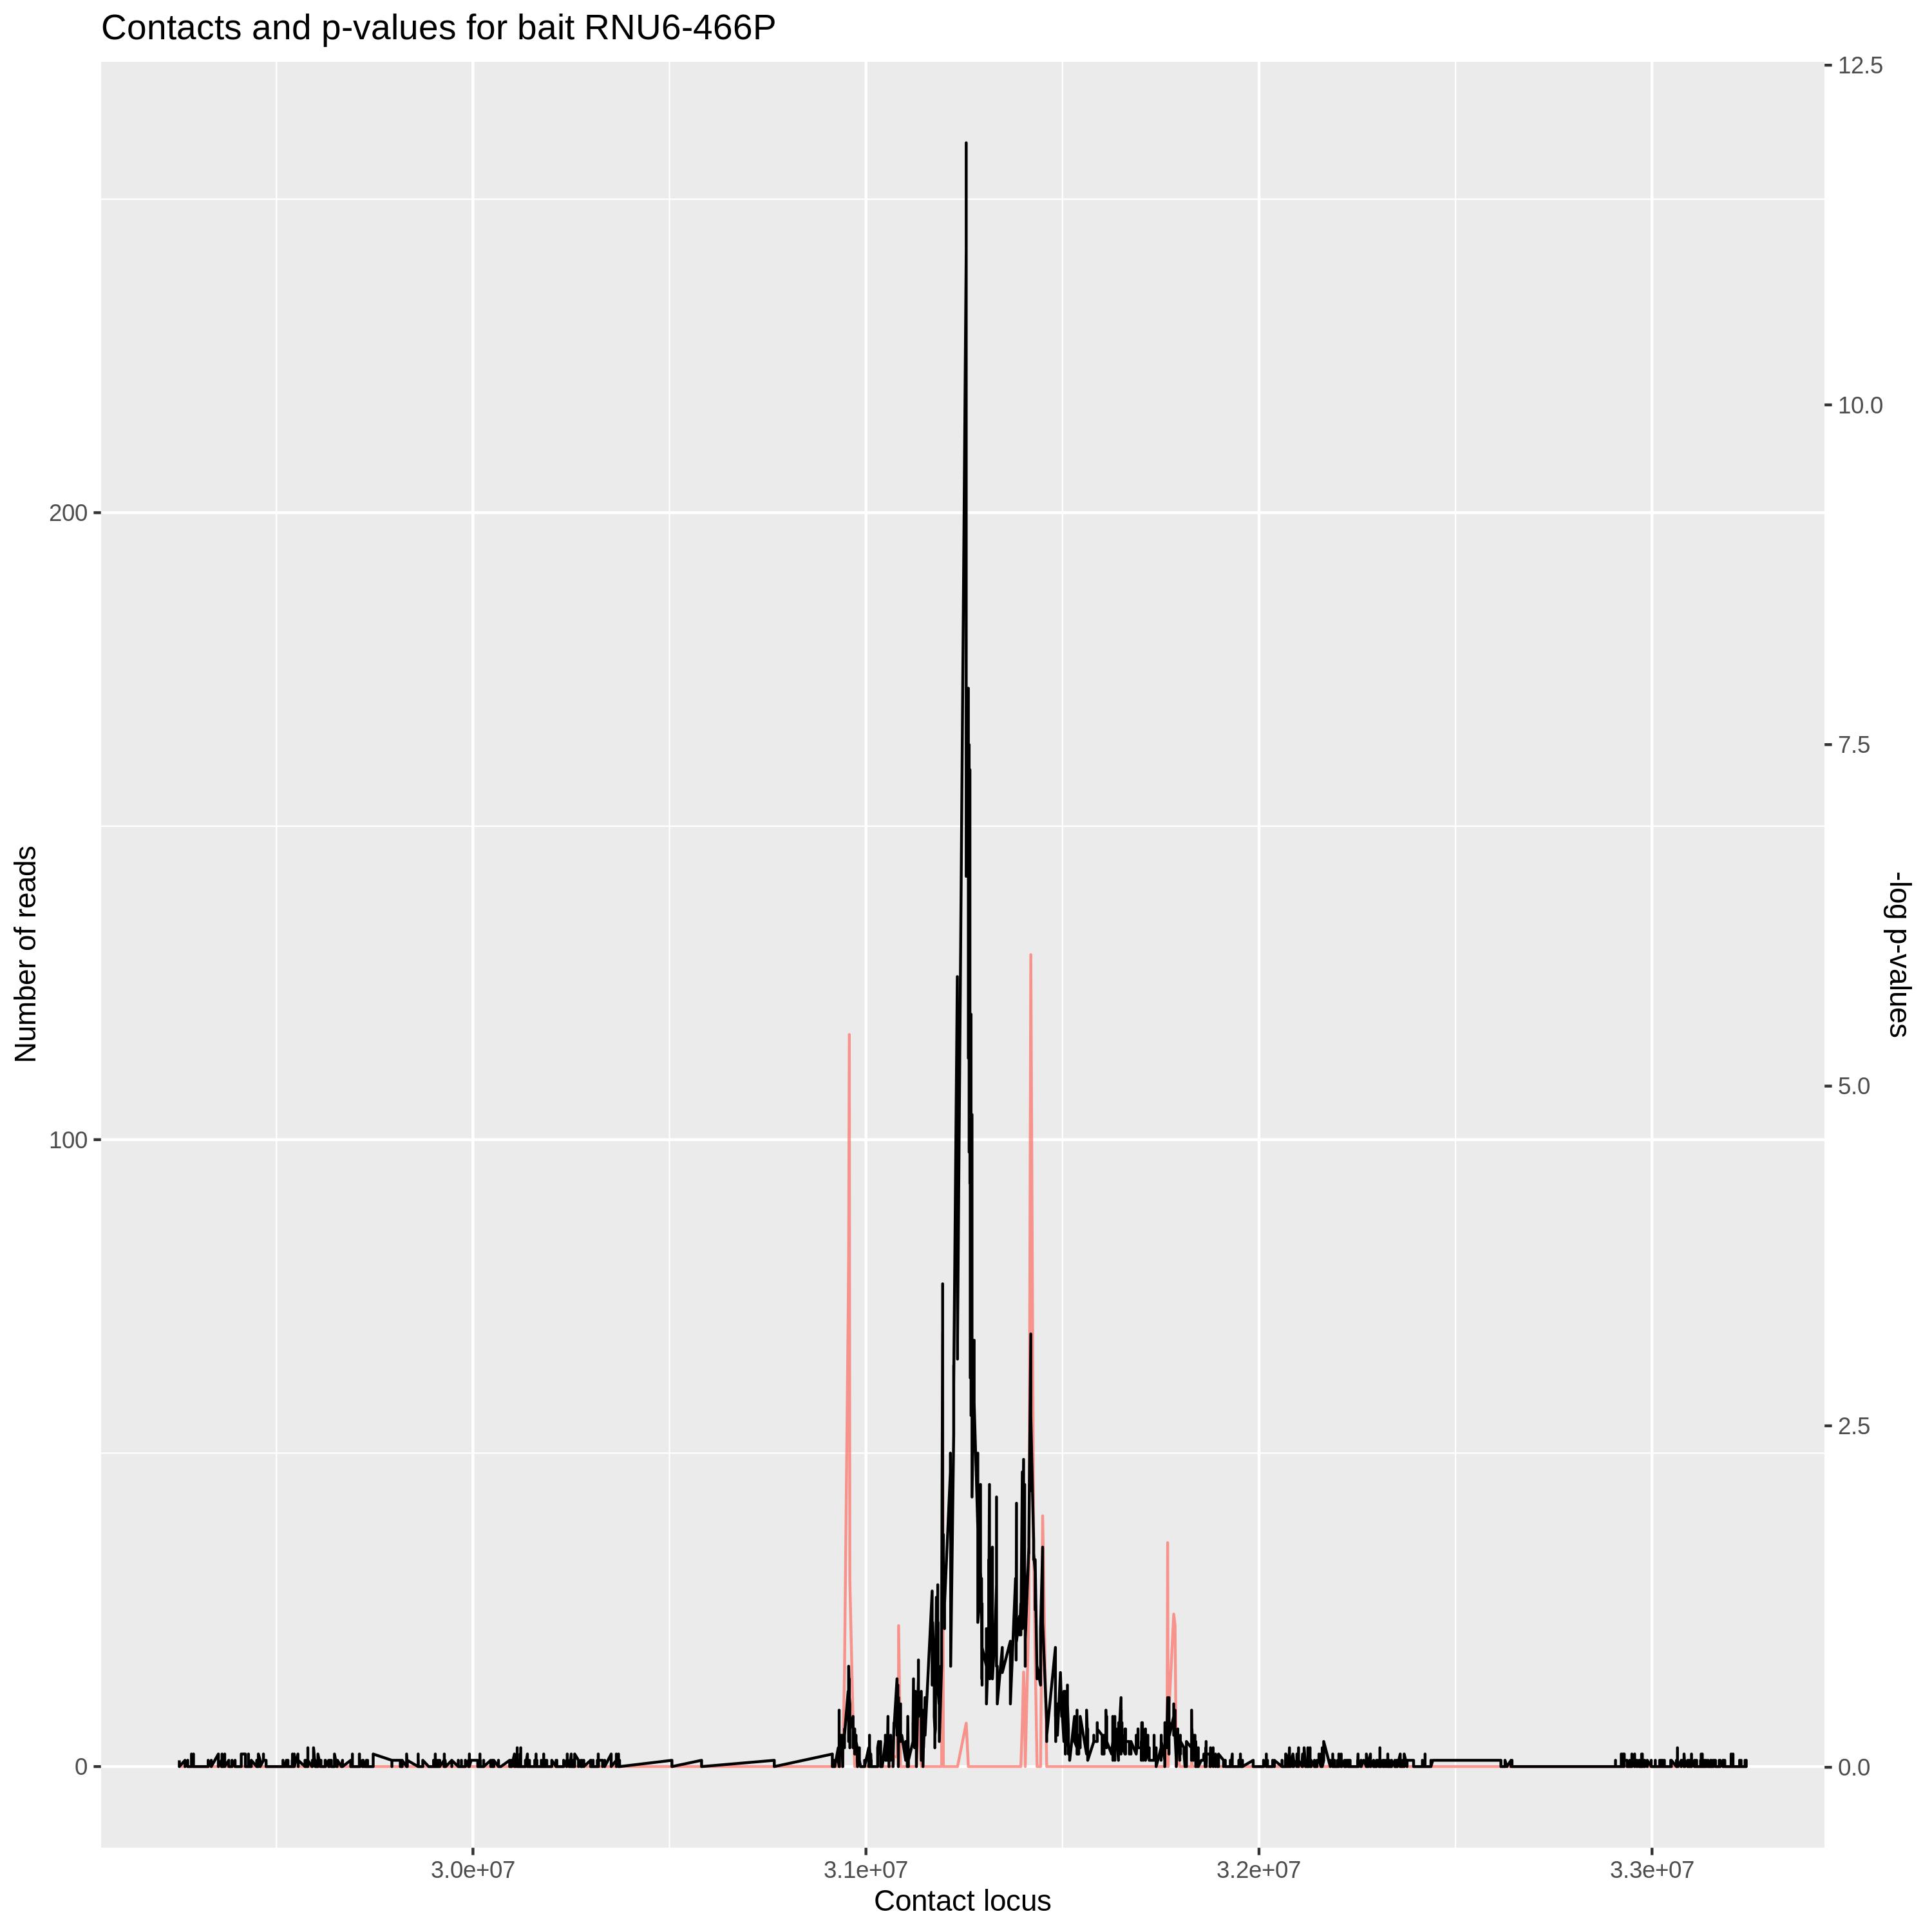 Contacts and p-values for bait RNU6-466P
Number of reads
200
100
0
12.5
10.0
7.5
5.0
2.5
0.0
-log p-values
3.0e+07
3.1e+07
3.2e+07
3.3e+07
Contact locus